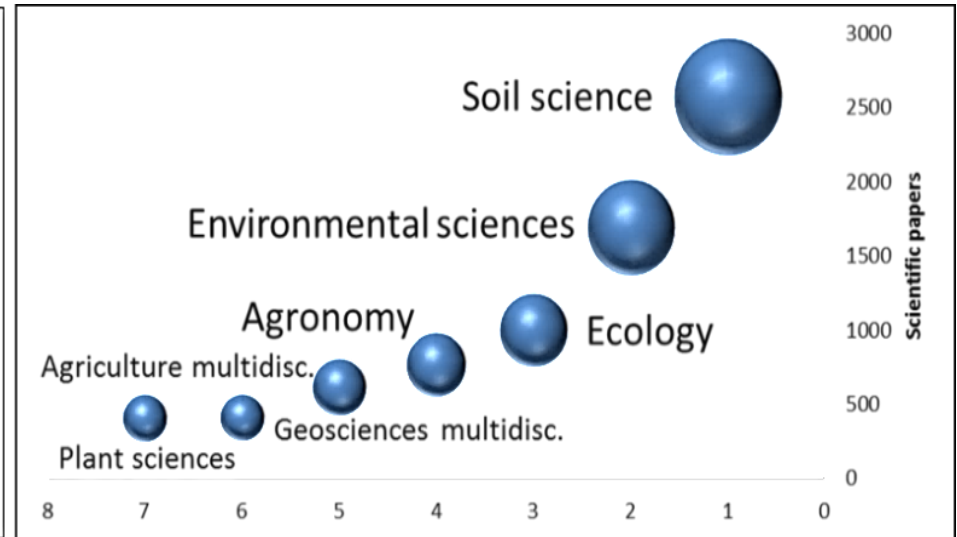 3000
Soil science
2500
2000
Environmental sciences
1500
Scientific papers
Agronomy
1000
Ecology
Agriculture multidisc.
500
Geosciences multidisc.
Plant sciences
0
8 7 6 5 4 3 2 1 0